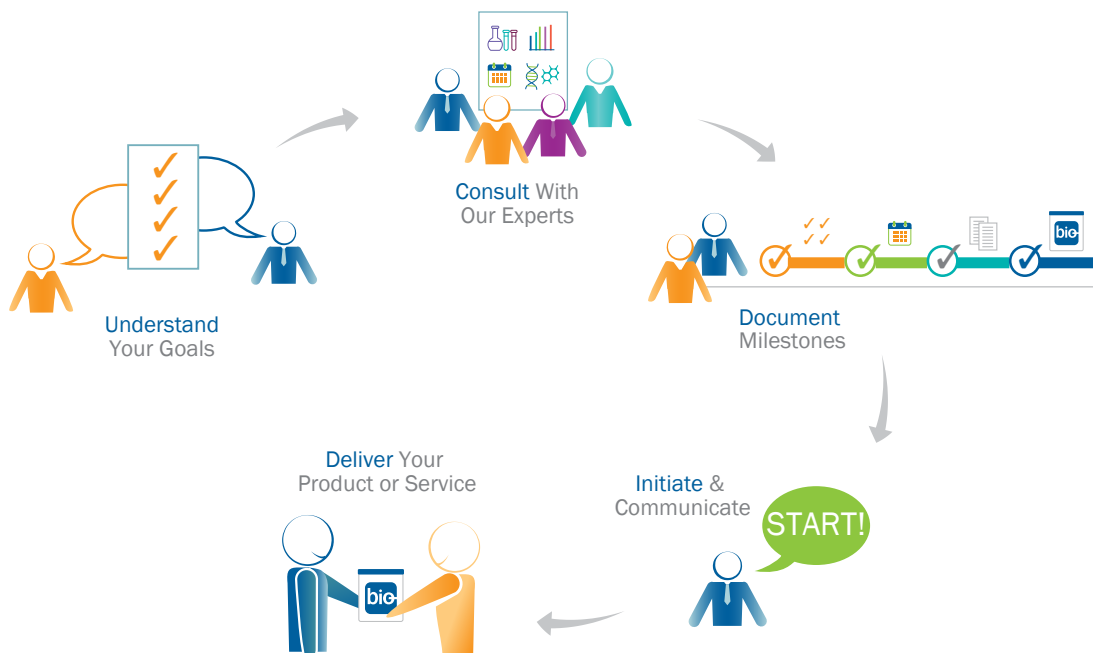 Consult With
Our Experts
Understand
Your Goals
bio
Document
Milestones
Deliver Your
Product or Service
Initiate &
Communicate
START!
bio